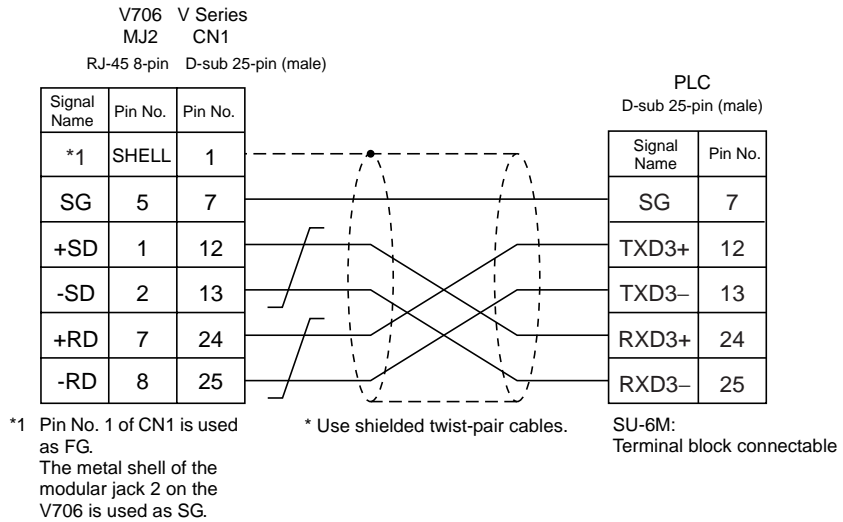 V706 V Series
MJ2 CN1
RJ-45 8-pin D-sub 25-pin (male)
PLC
D-sub 25-pin (male)
Signal Name Pin No. Pin No.
*1 SHELL 1
SG 5 7
+SD 1 12
-SD 2 13
+RD 7 24
-RD 8 25
Signal Name Pin No.
SG 7
TXD3+ 12
TXD3− 13
RXD3+ 24
RXD3− 25
*1 Pin No. 1 of CN1 is used
as FG.
The metal shell of the
modular jack 2 on the
V706 is used as SG.
* Use shielded twist-pair cables.
SU-6M:
Terminal block connectable